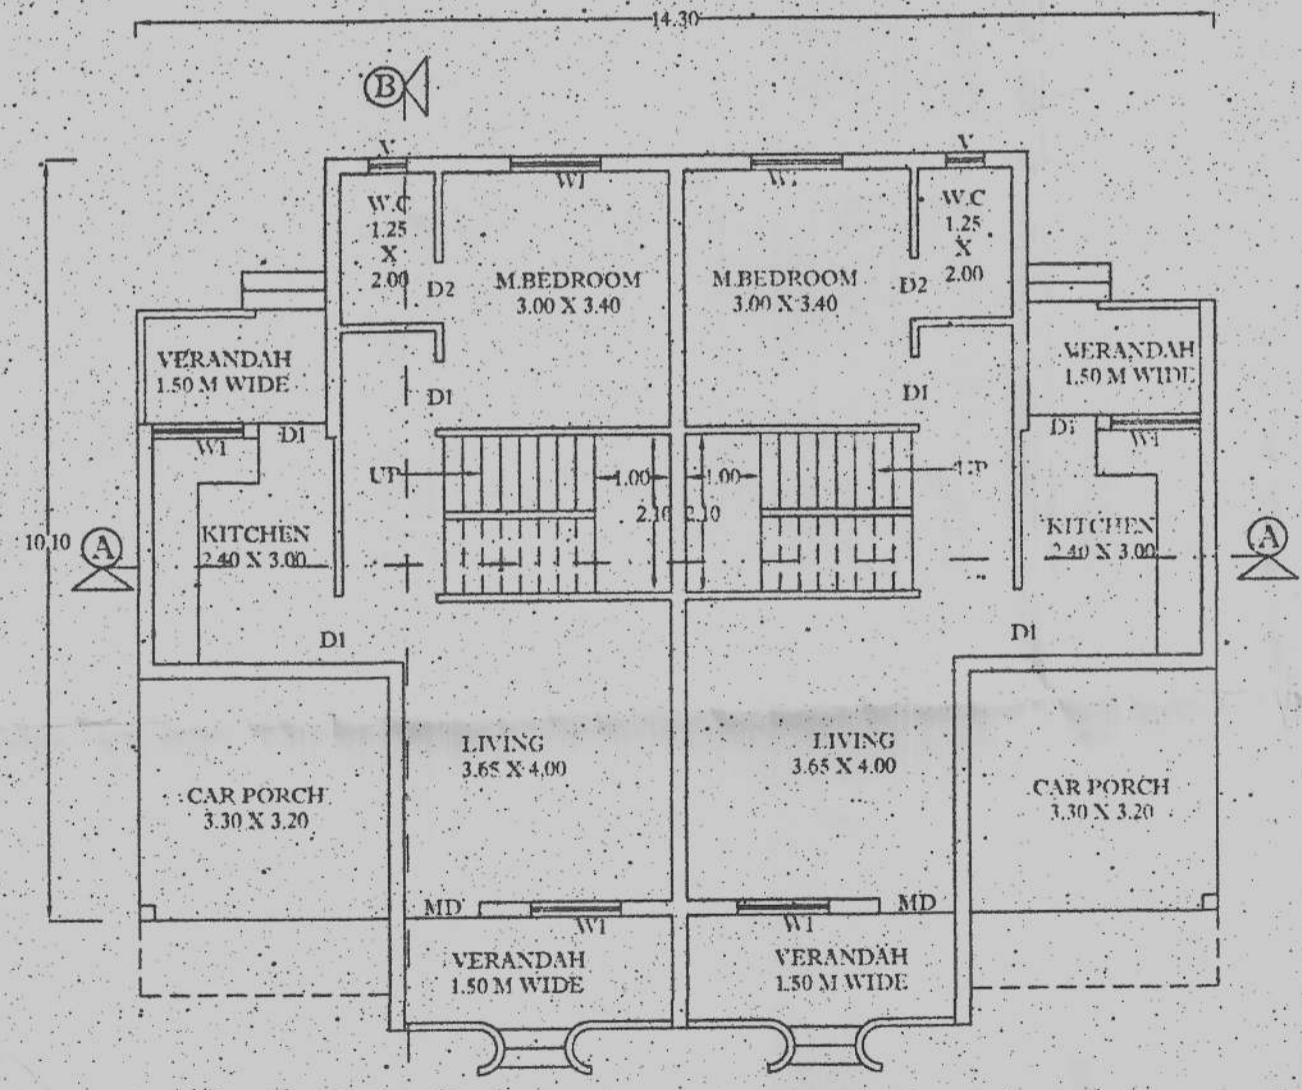 14.30
B
V
V
W1
W1
W.C
1.25
X
2.00
W.C
1.25
X
2.00
M.BEDROOM
3.00 X 3.40
M.BEDROOM
3.00 X 3.40
D2
D2
VERANDAH
1.50 M WIDE
VERANDAH
1.50 M WIDE
D1
D1
W1
D1
D1
W1
UP
1.00
1.00
UP
2.10
2.10
10.10
A
KITCHEN
2.40 X 3.00
KITCHEN
2.40 X 3.00
A
D1
D1
LIVING
3.65 X 4.00
LIVING
3.65 X 4.00
CAR PORCH
3.30 X 3.20
CAR PORCH
3.30 X 3.20
MD
W1
W1
MD
VERANDAH
1.50 M WIDE
VERANDAH
1.50 M WIDE